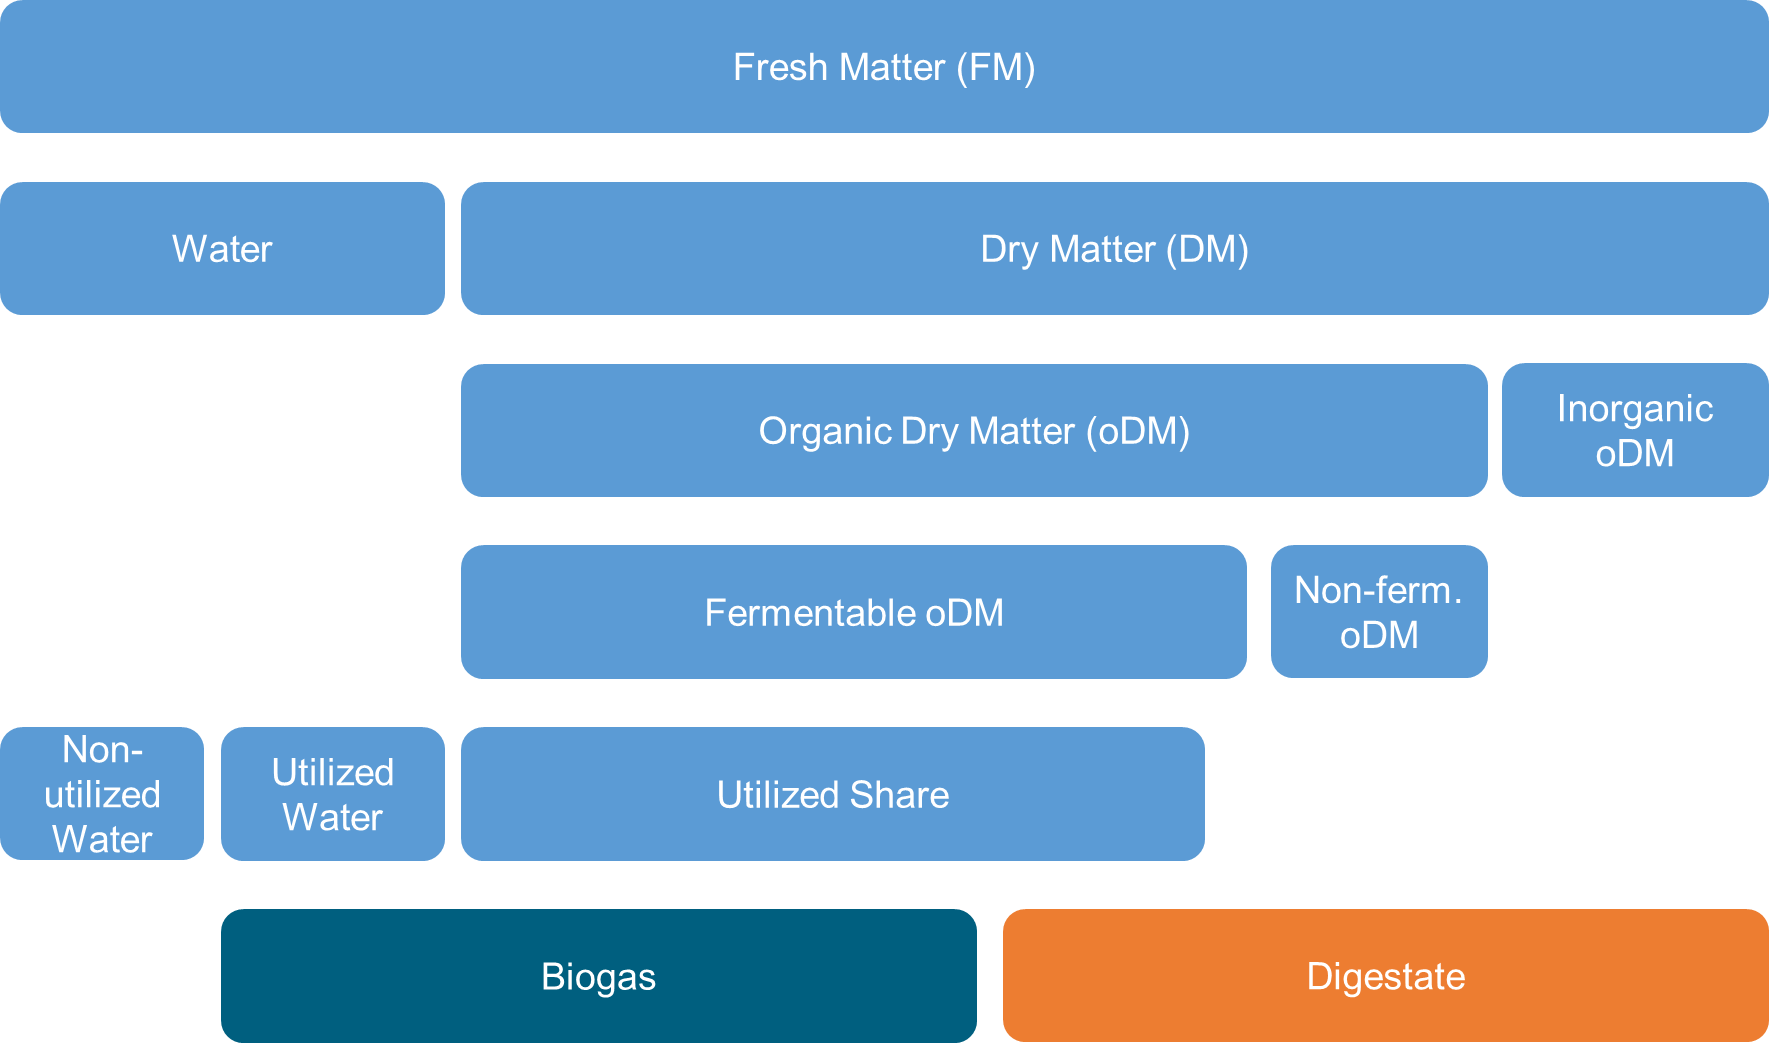 Fresh Matter (FM)
Water
Dry Matter (DM)
Organic Dry Matter (oDM)
Inorganic
oDM
Fermentable oDM
Non-ferm.
oDM
Non-
utilized
Water
Utilized
Water
Utilized Share
Biogas
Digestate